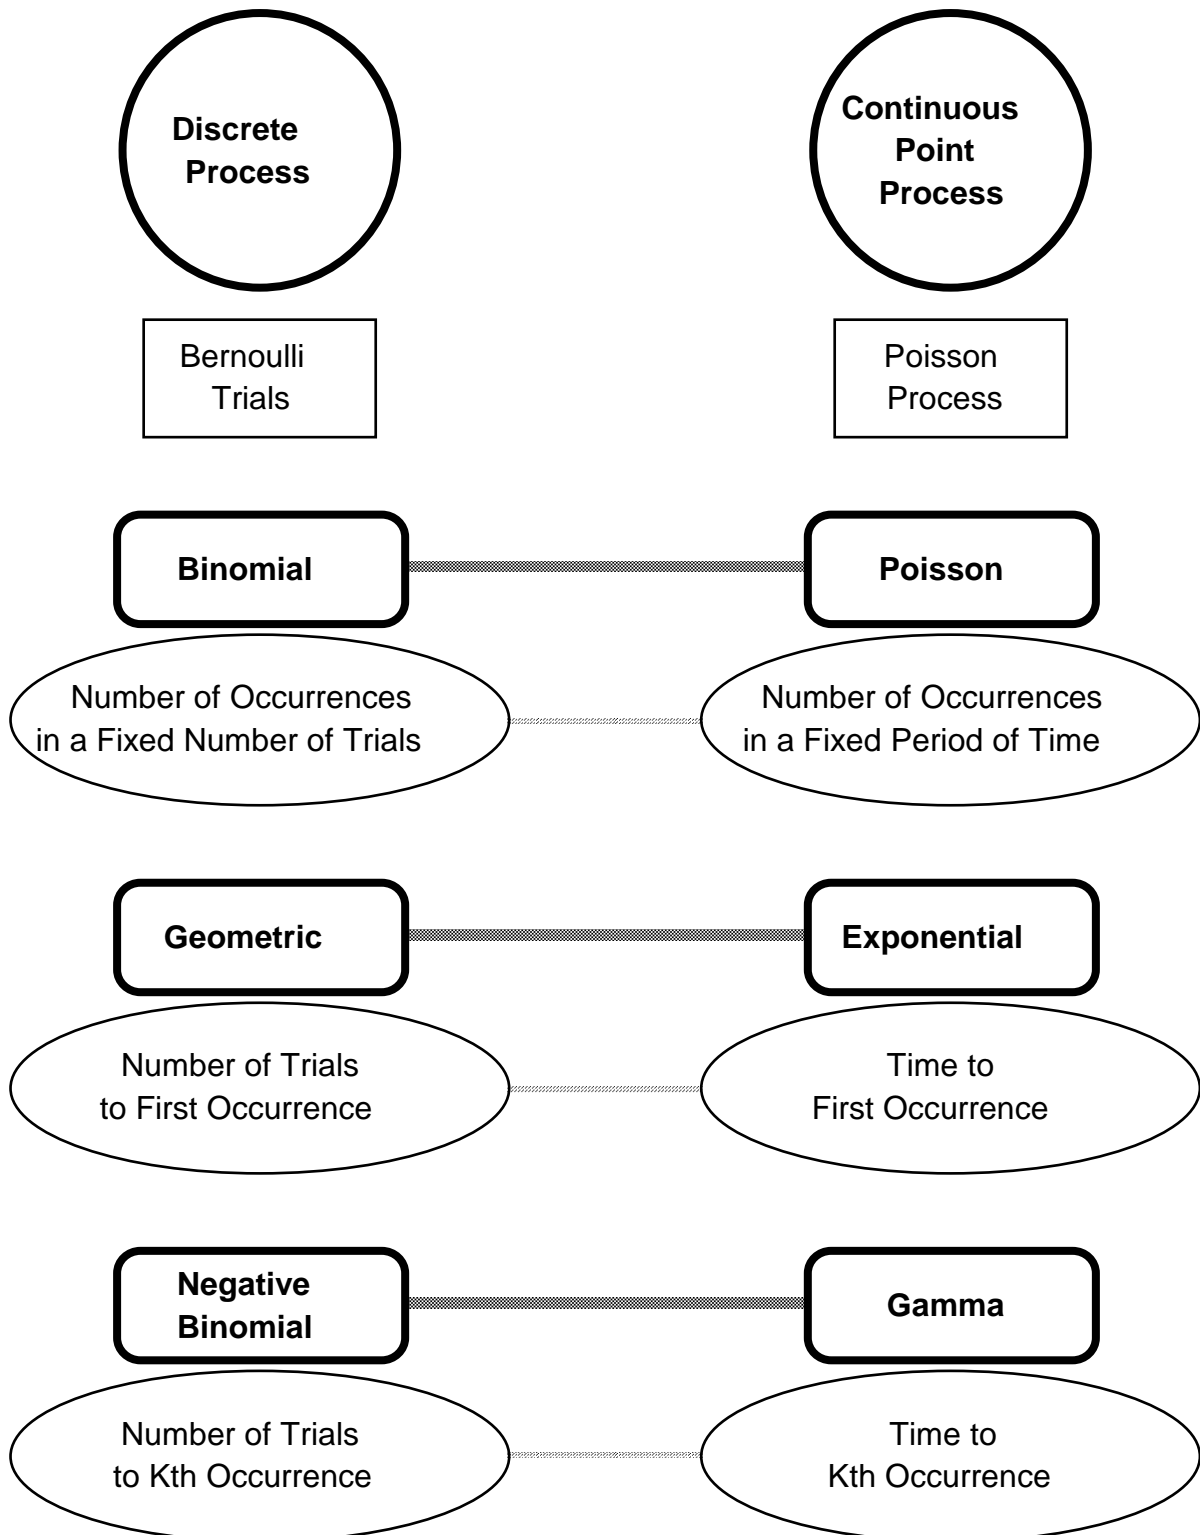 Discrete
Process
Continuous
Point
Process
Bernoulli
Trials
Poisson
Process
Binomial
Poisson
Number of Occurrences
in a Fixed Number of Trials
Number of Occurrences
in a Fixed Period of Time
Geometric
Exponential
Number of Trials
to First Occurrence
Time to
First Occurrence
Negative
Binomial
Gamma
Number of Trials
to Kth Occurrence
Time to
Kth Occurrence